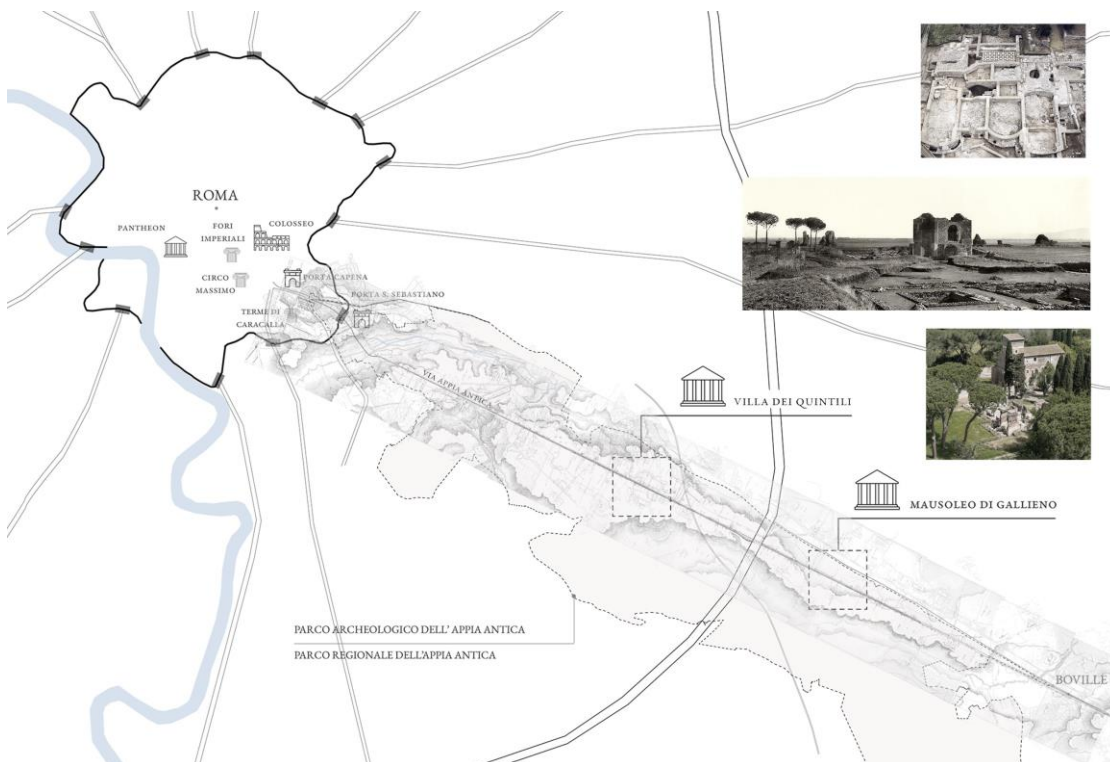 ROMA
PANTHEON
FORI
IMPERIALI
COLOSSEO
CIRCO
MASSIMO
PORTA CAPENA
PORTA S. SEBASTIANO
TERME DI
CARACALLA
VIA APPIA ANTICA
VILLA DEI QUINTILI
MAUSOLEO DI GALLIENO
PARCO ARCHEOLOGICO DELL' APPIA ANTICA
PARCO REGIONALE DELL'APPIA ANTICA
BOVILLE